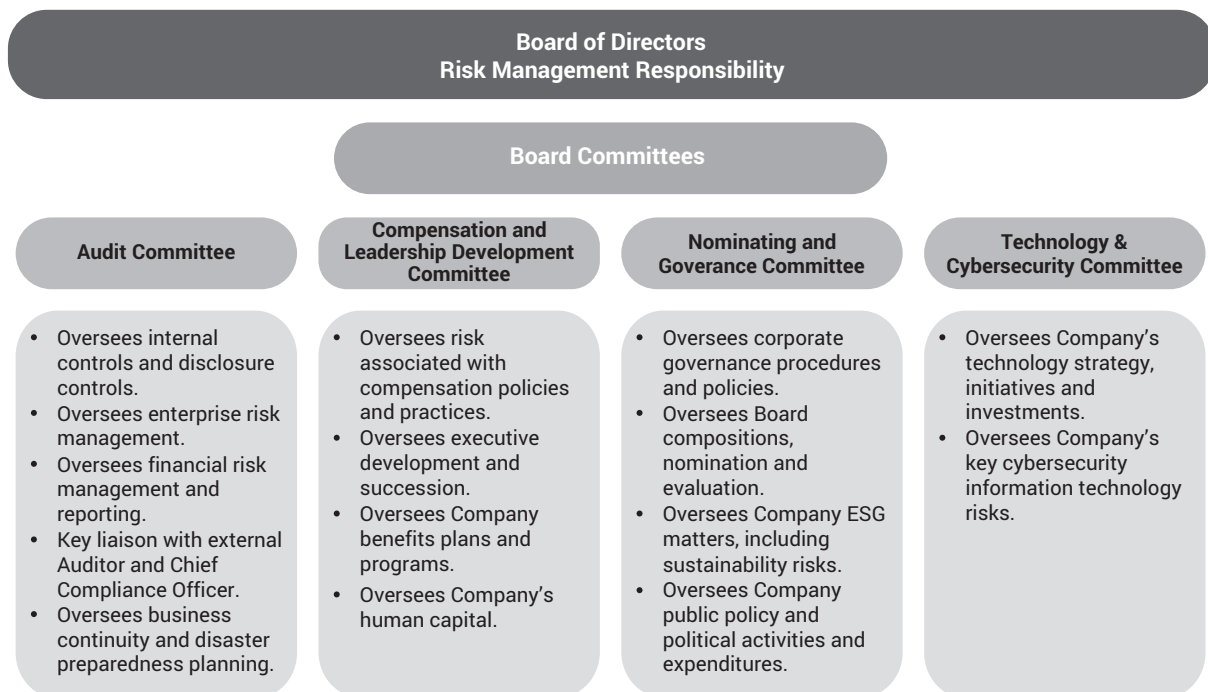 Board of Directors
Risk Management Responsibility
Board Committees
Audit Committee
• Oversees internal
controls and disclosure
controls.
• Oversees enterprise risk
management.
• Oversees financial risk
management and
reporting.
• Key liaison with external
Auditor and Chief
Compliance Officer.
• Oversees business
continuity and disaster
preparedness planning.
Compensation and
Leadership Development
Committee
• Oversees risk
associated with
compensation policies
and practices.
• Oversees executive
development and
succession.
• Oversees Company
benefits plans and
programs.
• Oversees Company’s
human capital.
Nominating and
Goverance Committee
• Oversees corporate
governance procedures
and policies.
• Oversees Board
compositions,
nomination and
evaluation.
• Oversees Company ESG
matters, including
sustainability risks.
• Oversees Company
public policy and
political activities and
expenditures.
Technology &
Cybersecurity Committee
• Oversees Company’s
technology strategy,
initiatives and
investments.
• Oversees Company’s
key cybersecurity
information technology
risks.